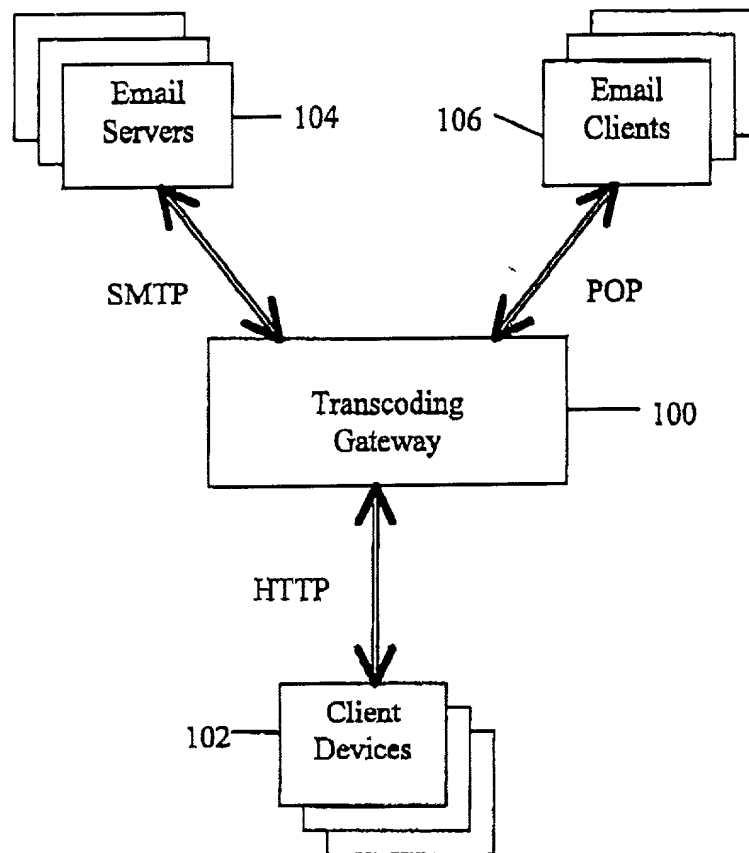 Email
Servers
104
106
Email
Clients
SMTP
POP
Transcoding
Gateway
100
HTTP
102
Client
Devices